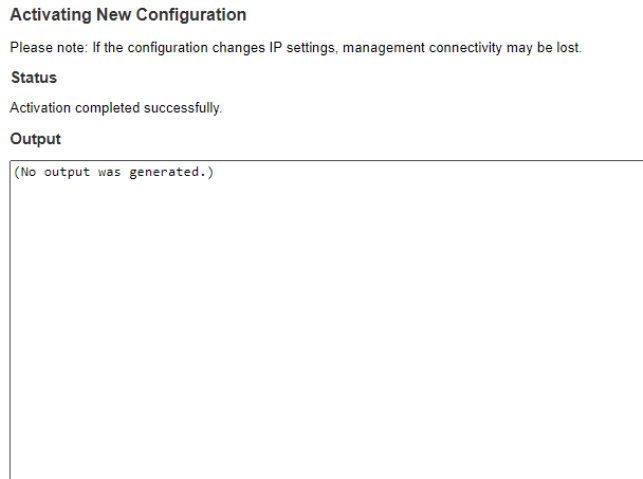 Activating New Configuration
Please note: If the configuration changes IP settings, management connectivity may be lost.
Status
Activation completed successfully.
Output
(No output was generated.)